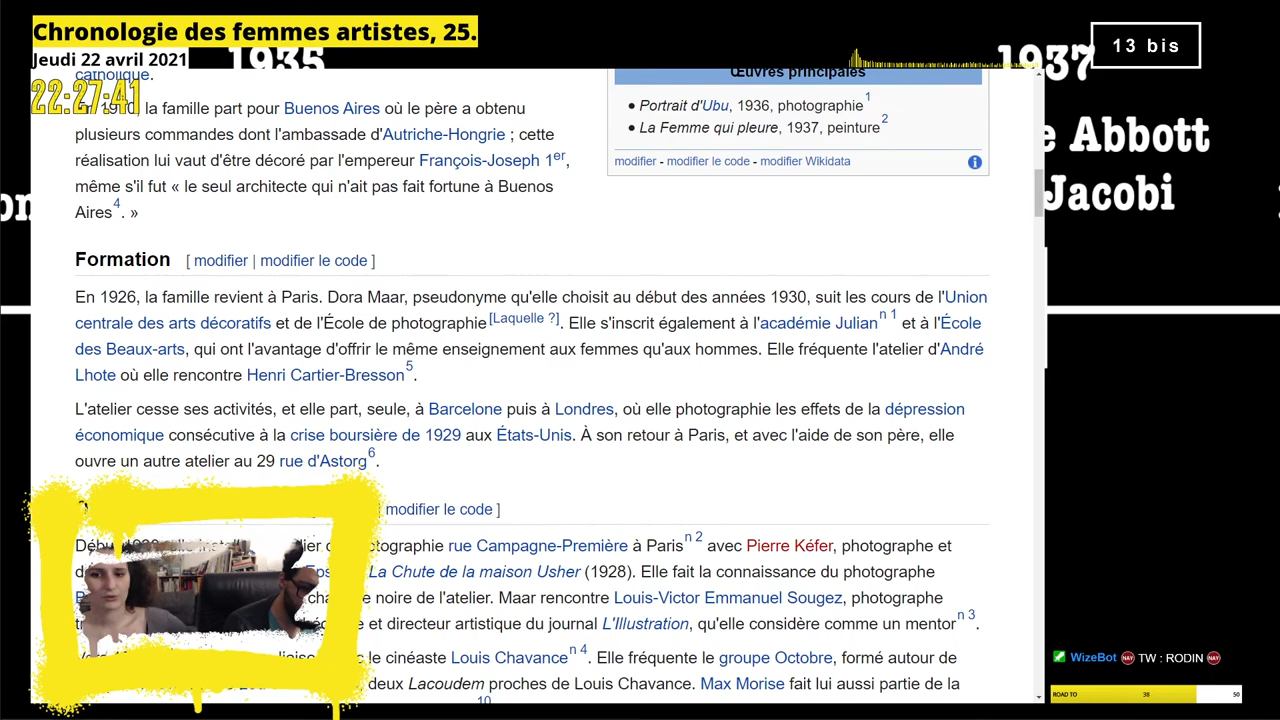 Chronologie des femmes artistes, 25.
Jeudi 22 avril 2021
1935
1937
13 bis
22:27:41
catholique.
la famille part pour Buenos Aires où le père a obtenu
plusieurs commandes dont l'ambassade d'Autriche-Hongrie ; cette
réalisation lui vaut d'être décoré par l'empereur François-Joseph 1er,
même s'il fut « le seul architecte qui n'ait pas fait fortune à Buenos
Aires4. »
Œuvres principales
• Portrait d'Ubu, 1936, photographie1
• La Femme qui pleure, 1937, peinture2
modifier - modifier le code - modifier Wikidata
e Abbott
Jacobi
Formation [ modifier | modifier le code ]
En 1926, la famille revient à Paris. Dora Maar, pseudonyme qu'elle choisit au début des années 1930, suit les cours de l'Union
centrale des arts décoratifs et de l'École de photographie[Laquelle ?]. Elle s'inscrit également à l'académie Julian n 1 et à l'École
des Beaux-arts, qui ont l'avantage d'offrir le même enseignement aux femmes qu'aux hommes. Elle fréquente l'atelier d'André
Lhote où elle rencontre Henri Cartier-Bresson5.
L'atelier cesse ses activités, et elle part, seule, à Barcelone puis à Londres, où elle photographie les effets de la dépression
économique consécutive à la crise boursière de 1929 aux États-Unis. À son retour à Paris, et avec l'aide de son père, elle
ouvre un autre atelier au 29 rue d'Astorg6.
modifier le code ]
rue Campagne-Première à Paris n 2 avec Pierre Kéfer, photographe et
La Chute de la maison Usher (1928). Elle fait la connaissance du photographe
noire de l'atelier. Maar rencontre Louis-Victor Emmanuel Sougez, photographe
et directeur artistique du journal L'Illustration, qu'elle considère comme un mentor n 3.
le cinéaste Louis Chavance n 4. Elle fréquente le groupe Octobre, formé autour de
deux Lacoudem proches de Louis Chavance. Max Morise fait lui aussi partie de la
10
WizeBot TW : RODIN
ROAD TO 38 50